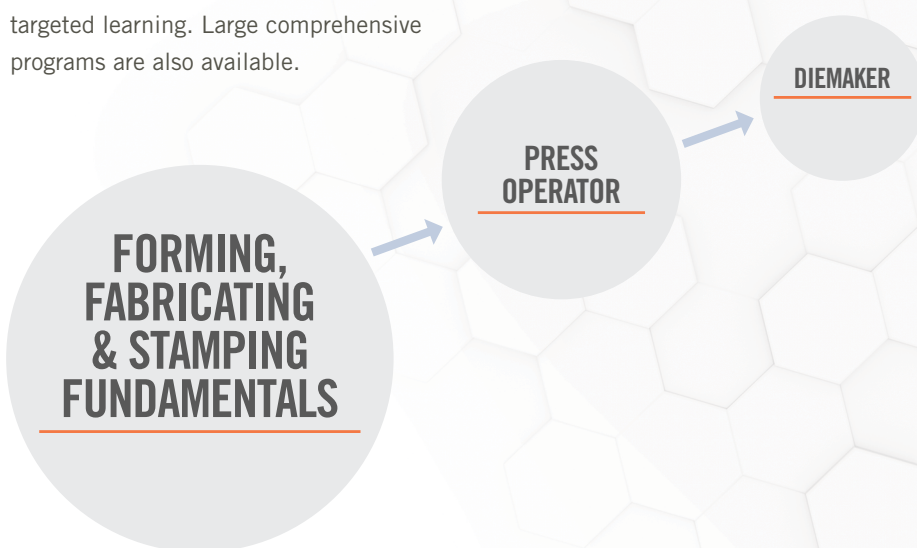 targeted learning. Large comprehensive
programs are also available.
FORMING,
FABRICATING
& STAMPING
FUNDAMENTALS
PRESS
OPERATOR
DIEMAKER